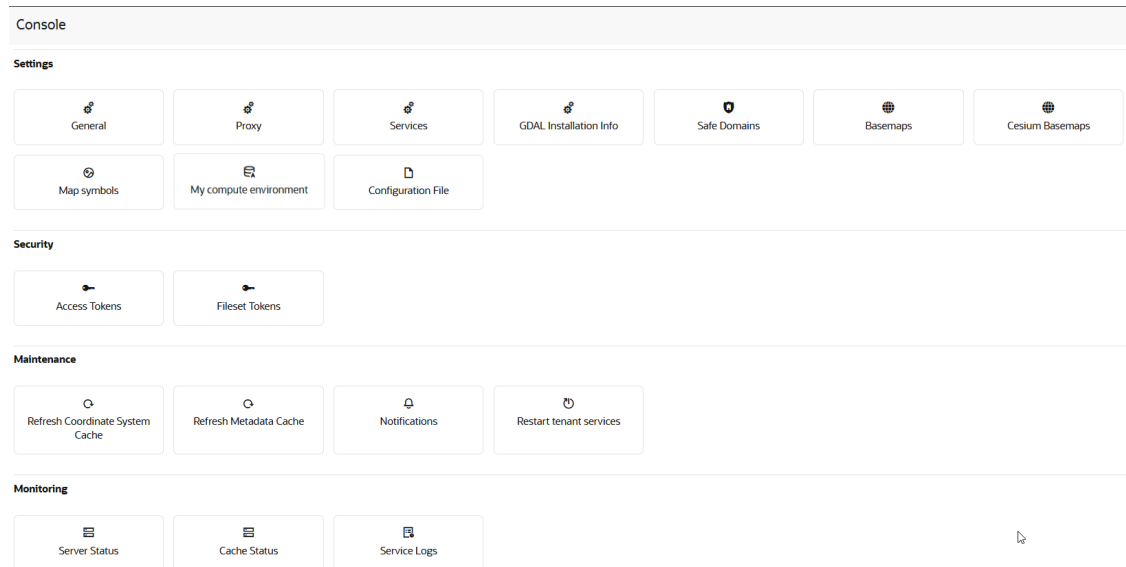 Console
Settings
General
Proxy
Services
GDAL Installation Info
Safe Domains
Basemaps
Cesium Basemaps
Map symbols
My compute environment
Configuration File
Security
Access Tokens
Fileset Tokens
Maintenance
Refresh Coordinate System
Cache
Refresh Metadata Cache
Notifications
Restart tenant services
Monitoring
Server Status
Cache Status
Service Logs